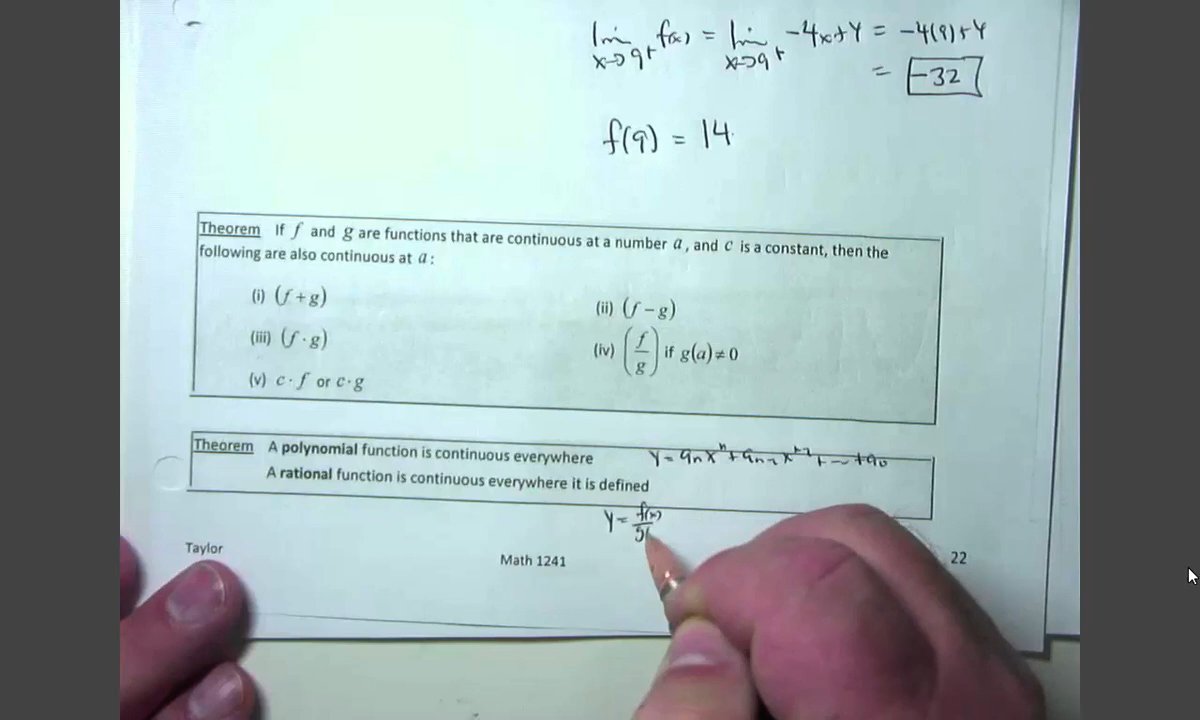 lim x→9+ f(x) = lim x→9+ -4x+4 = -4(9)+4
= -32
f(9) = 14
Theorem If f and g are functions that are continuous at a number a, and c is a constant, then the
following are also continuous at a:
(i) (f+g) (ii) (f-g)
(iii) (f·g) (iv) (f/g) if g(a)≠0
(v) c·f or c·g
Theorem A polynomial function is continuous everywhere y=
A rational function is continuous everywhere it is defined
y= f(x)
Taylor Math 1241 22